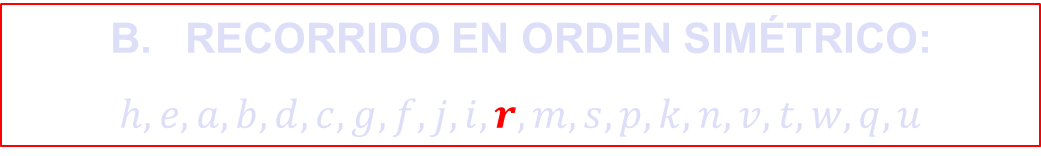 B. RECORRIDO EN ORDEN SIMÉTRICO:
h, e, a, b, d, c, g, f, j, i, r, m, s, p, k, n, v, t, w, q, u